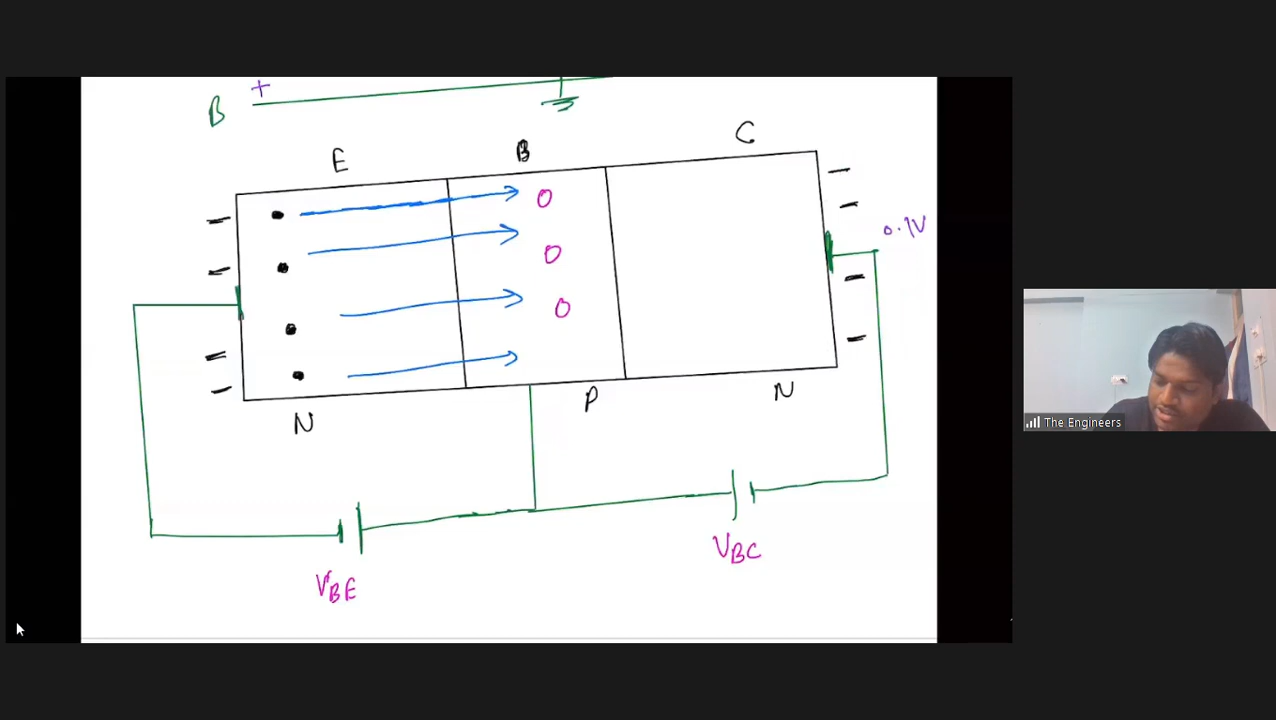 +
B
E B C
0.1V
N P N
VBE
VBC
The Engineers